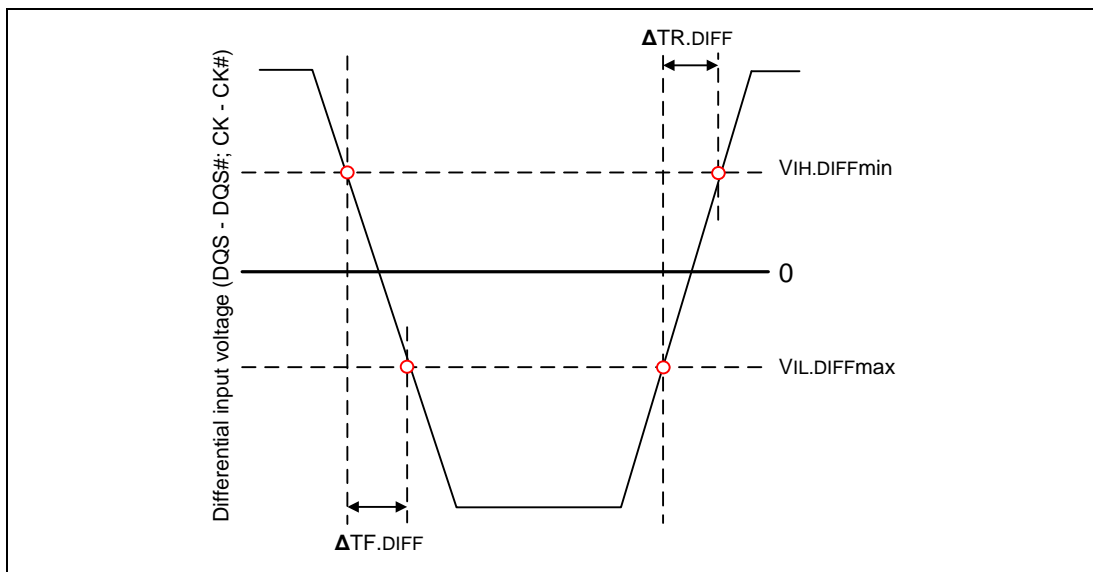 Differential input voltage (DQS - DQS#; CK - CK#)
ΔTR.DIFF
VIH.DIFFmin
0
VIL.DIFFmax
ΔTF.DIFF